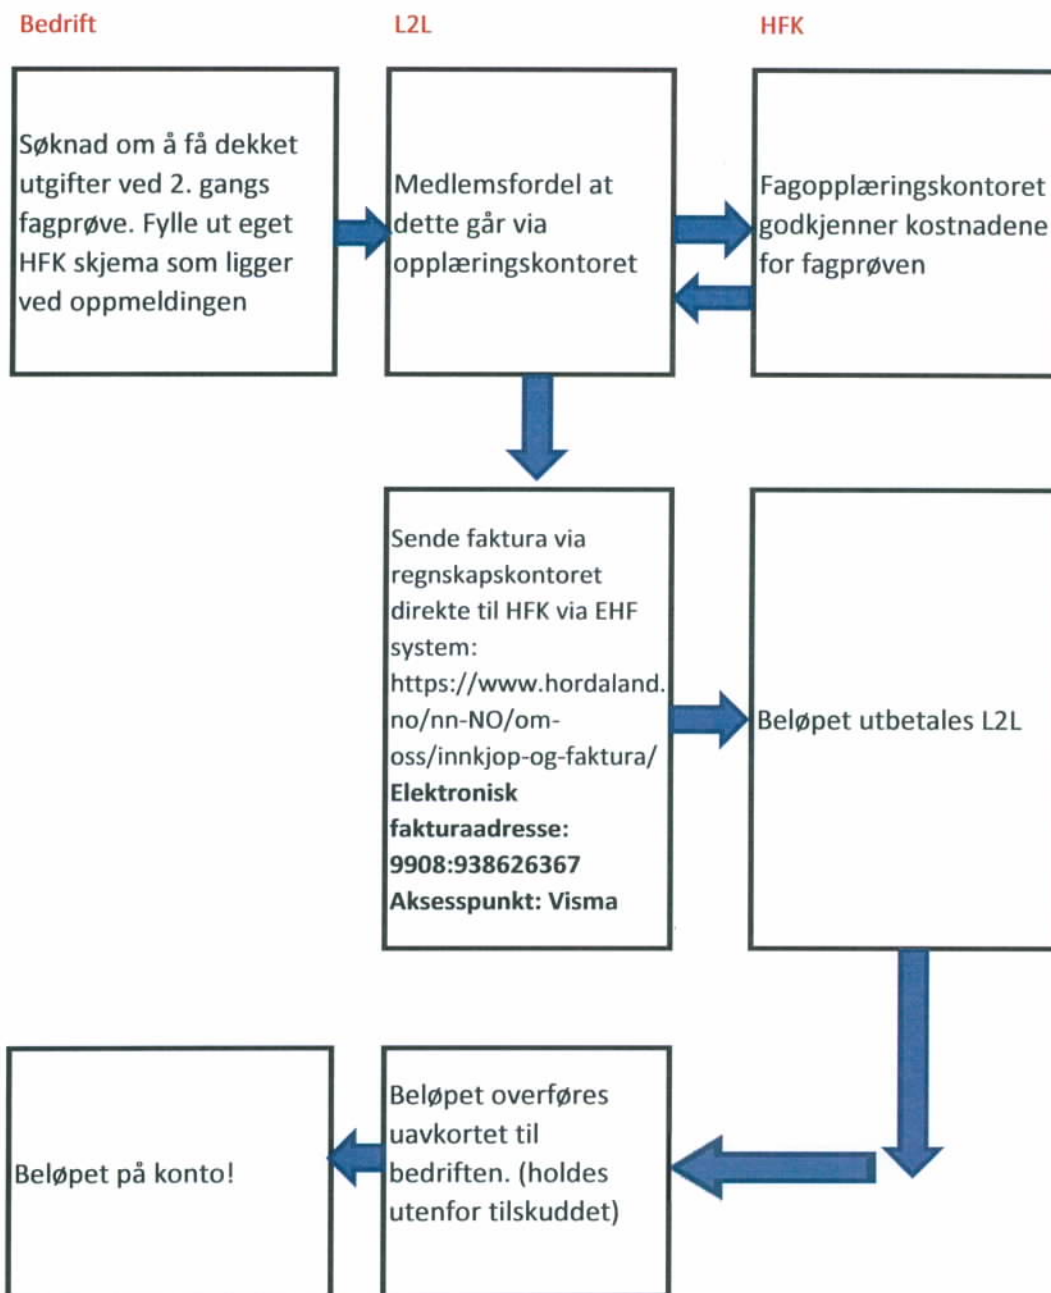 Bedrift
L2L
HFK
Søknad om å få dekket
utgifter ved 2. gangs
fagprøve. Fylle ut eget
HFK skjema som ligger
ved oppmeldingen
Medlemsfordel at
dette går via
opplæringskontoret
Fagopplæringskontoret
godkjenner kostnadene
for fagprøven
Sende faktura via
regnskapskontoret
direkte til HFK via EHF
system:
https://www.hordaland.
no/nn-NO/om-
oss/innkjop-og-faktura/
Elektronisk
fakturaadresse:
9908:938626367
Aksesspunkt: Visma
Beløpet utbetales L2L
Beløpet overføres
uavkortet til
bedriften. (holdes
utenfor tilskuddet)
Beløpet på konto!